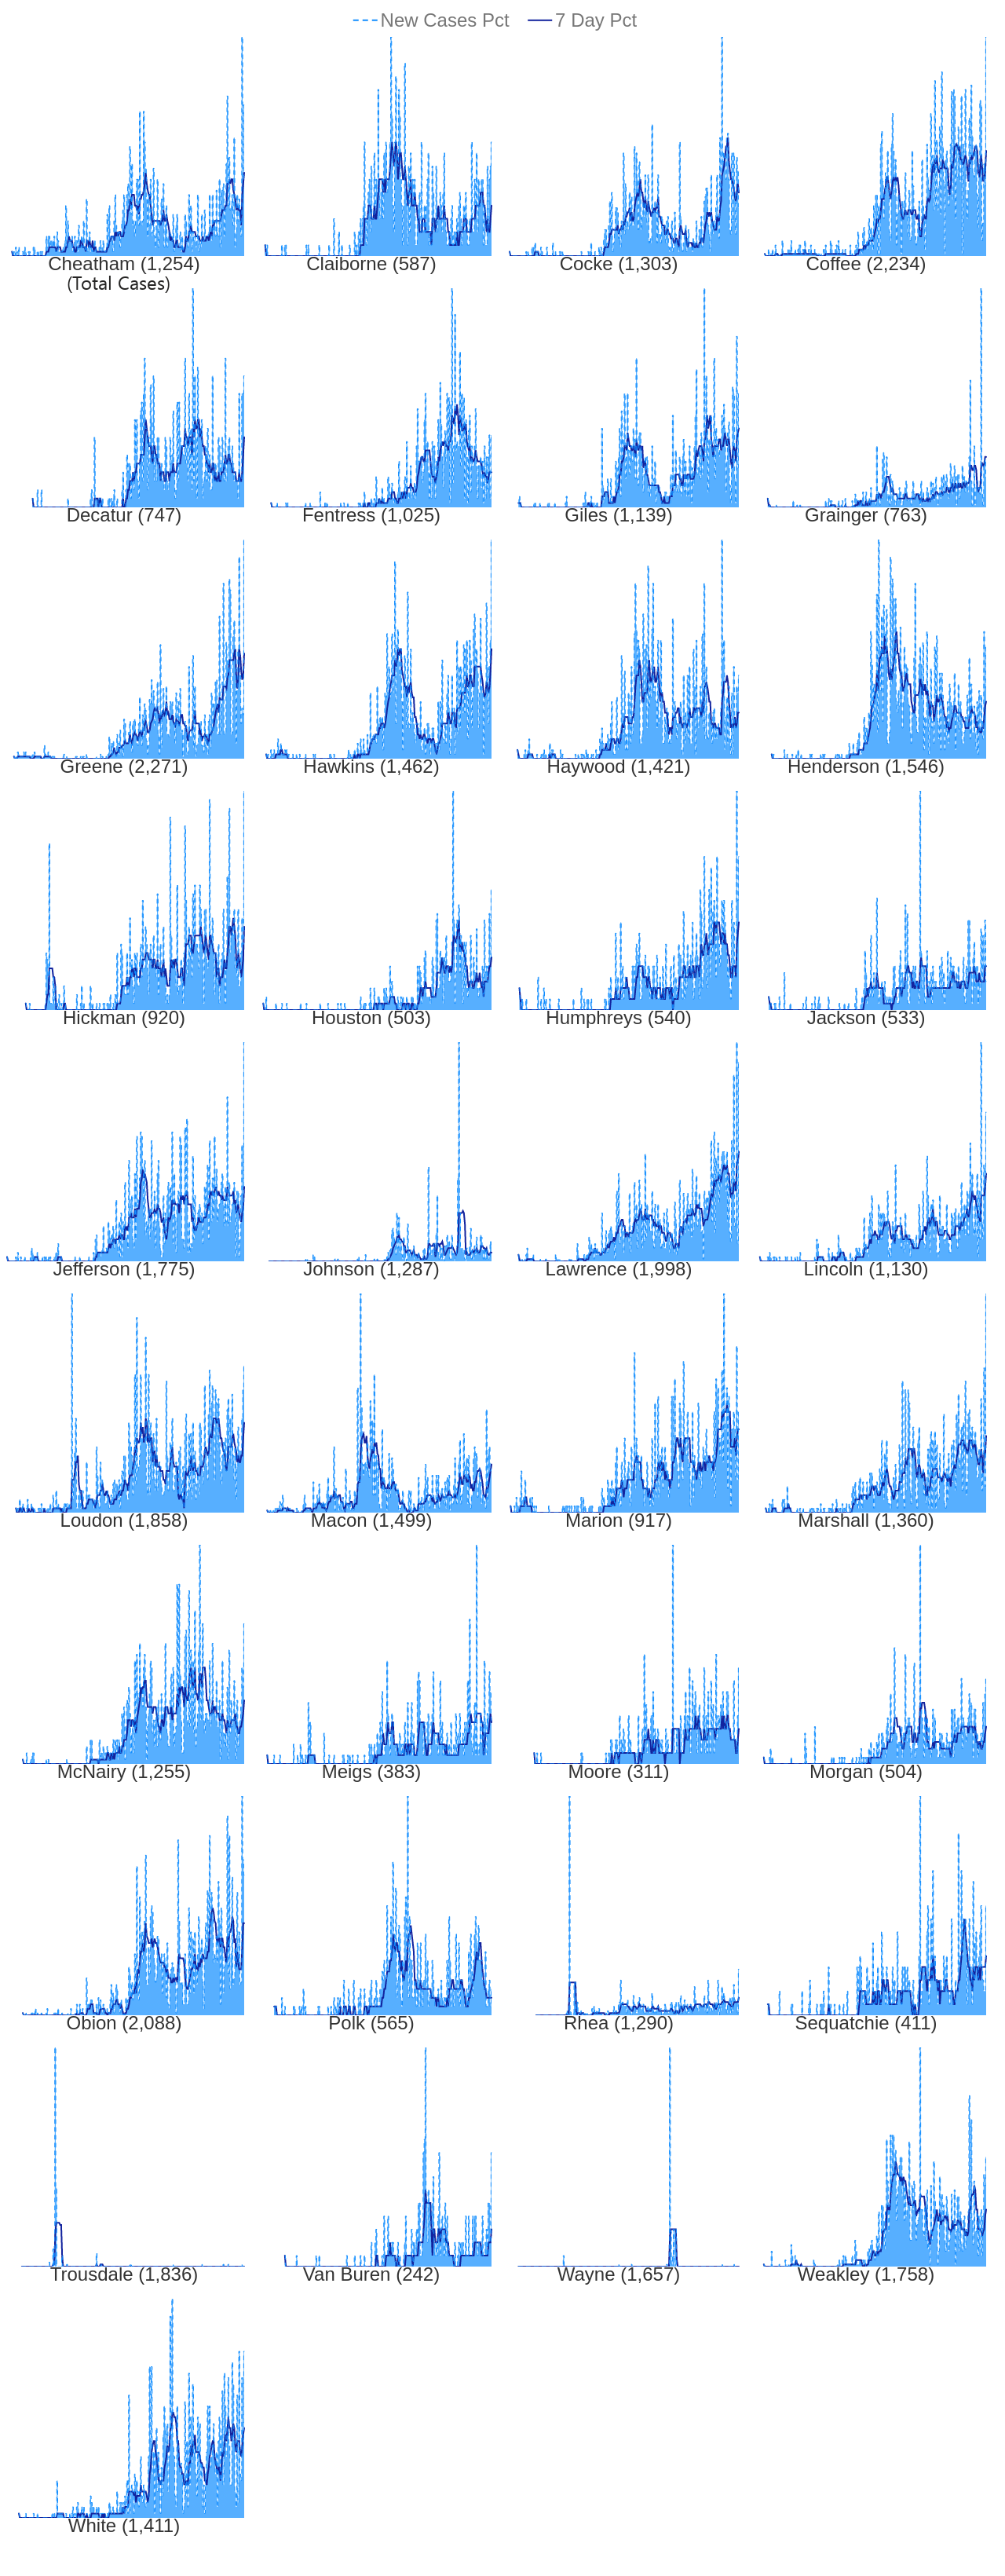 New Cases Pct 7 Day Pct
Cheatham (1,254) Claiborne (587) Cocke (1,303) Coffee (2,234)
(Total Cases)
Decatur (747) Fentress (1,025) Giles (1,139) Grainger (763)
Greene (2,271) Hawkins (1,462) Haywood (1,421) Henderson (1,546)
Hickman (920) Houston (503) Humphreys (540) Jackson (533)
Jefferson (1,775) Johnson (1,287) Lawrence (1,998) Lincoln (1,130)
Loudon (1,858) Macon (1,499) Marion (917) Marshall (1,360)
McNairy (1,255) Meigs (383) Moore (311) Morgan (504)
Obion (2,088) Polk (565) Rhea (1,290) Sequatchie (411)
Trousdale (1,836) Van Buren (242) Wayne (1,657) Weakley (1,758)
White (1,411)